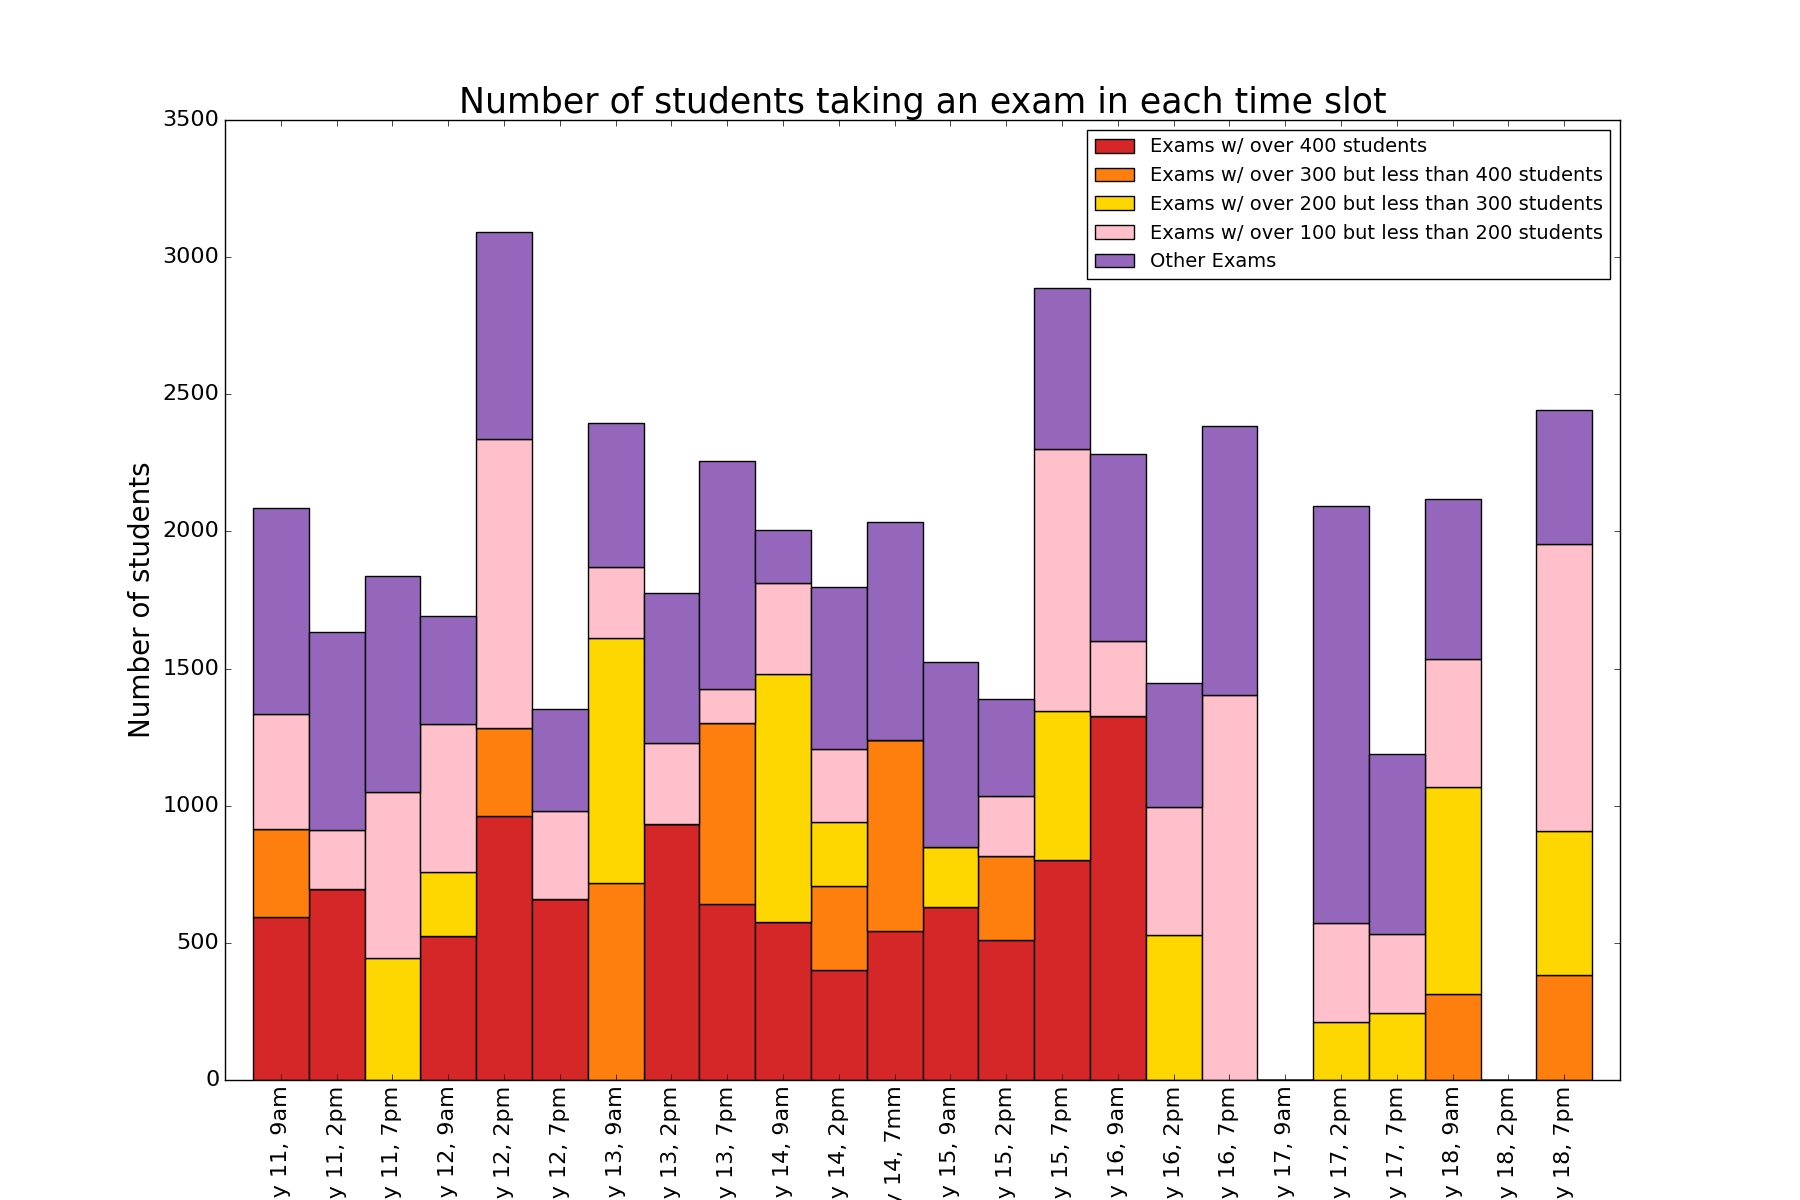 Number of students taking an exam in each time slot
Exams w/ over 400 students
Exams w/ over 300 but less than 400 students
Exams w/ over 200 but less than 300 students
Exams w/ over 100 but less than 200 students
Other Exams
Number of students
3500
3000
2500
2000
1500
1000
500
0
y 11, 9am
y 11, 2pm
y 11, 7pm
y 12, 9am
y 12, 2pm
y 12, 7pm
y 13, 9am
y 13, 2pm
y 13, 7pm
y 14, 9am
y 14, 2pm
y 14, 7mm
y 15, 9am
y 15, 2pm
y 15, 7pm
y 16, 9am
y 16, 2pm
y 16, 7pm
y 17, 9am
y 17, 2pm
y 17, 7pm
y 18, 9am
y 18, 2pm
y 18, 7pm